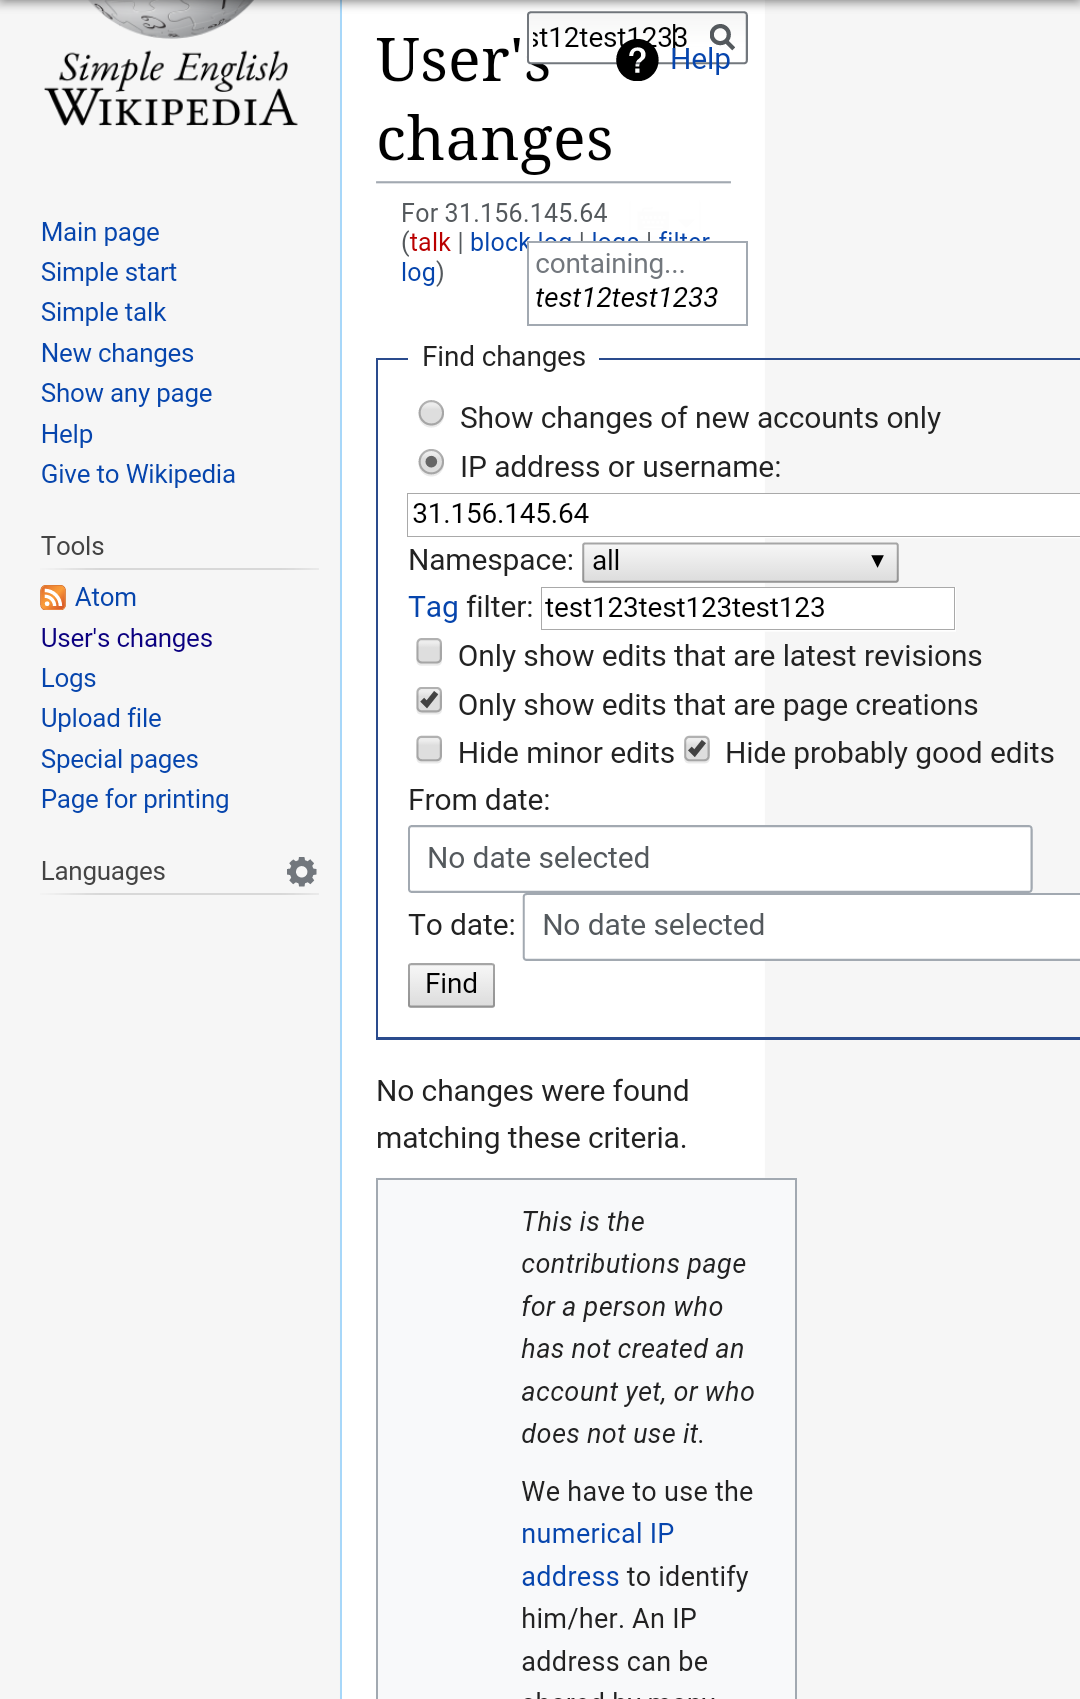 Simple English
WIKIPEDIA
Main page
Simple start
Simple talk
New changes
Show any page
Help
Give to Wikipedia
Tools
Atom
User's changes
Logs
Upload file
Special pages
Page for printing
Languages
st12test1233
? Help
User's
changes
For 31.156.145.64
(talk | block log | logs | filter
log)
containing...
test12test1233
Find changes
Show changes of new accounts only
IP address or username:
31.156.145.64
Namespace: all
Tag filter: test123test123test123
Only show edits that are latest revisions
Only show edits that are page creations
Hide minor edits Hide probably good edits
From date:
No date selected
To date: No date selected
Find
No changes were found
matching these criteria.
This is the
contributions page
for a person who
has not created an
account yet, or who
does not use it.
We have to use the
numerical IP
address to identify
him/her. An IP
address can be
shared by many